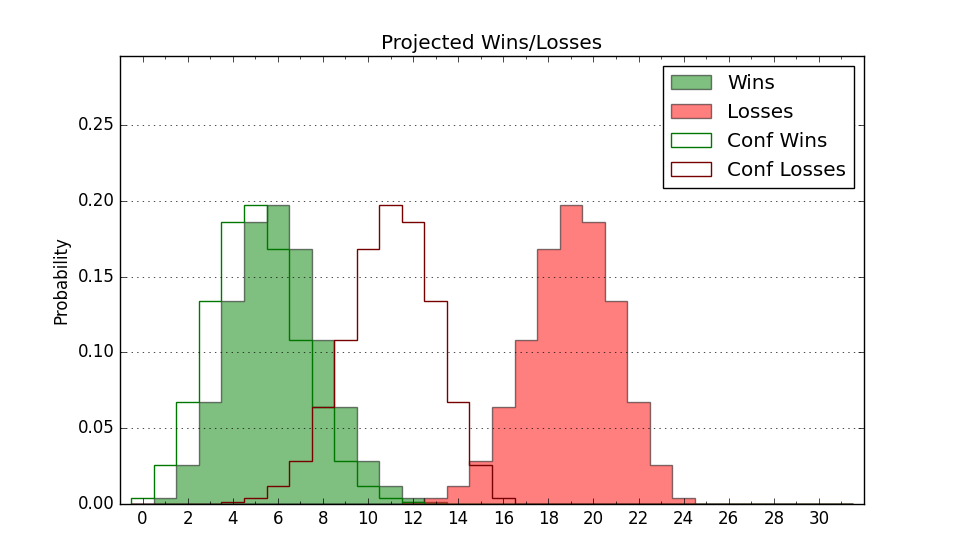 Projected Wins/Losses
Wins
Losses
Conf Wins
Conf Losses
Probability
0.25
0.20
0.15
0.10
0.05
0.00
0 2 4 6 8 10 12 14 16 18 20 22 24 26 28 30